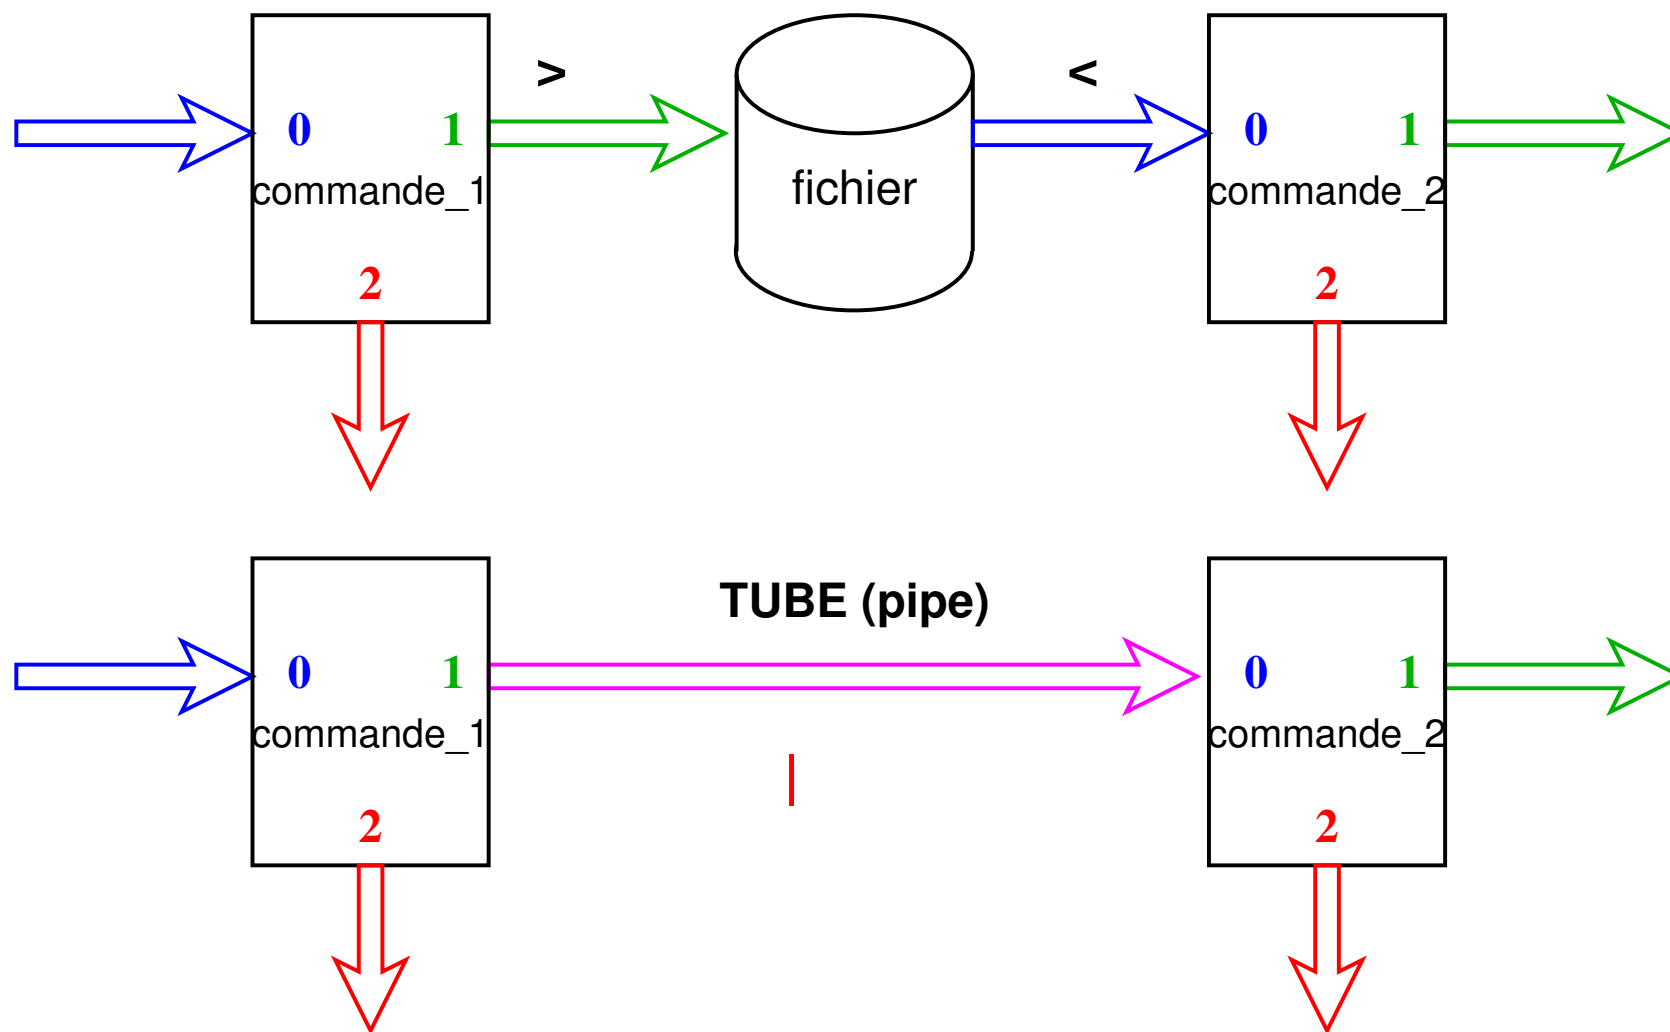 > <
0 1 0 1
commande_1 fichier commande_2
2 2
TUBE (pipe)
0 1 0 1
commande_1 commande_2
|
2 2